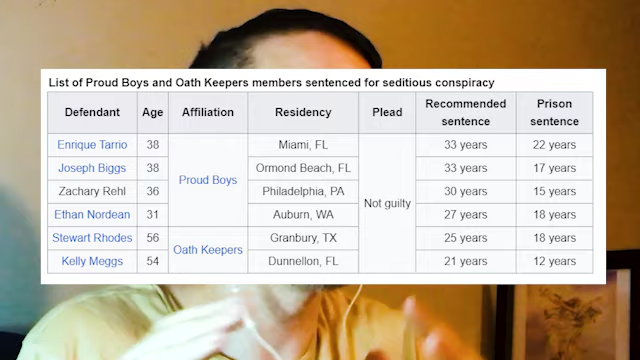 List of Proud Boys and Oath Keepers members sentenced for seditious conspiracy
Defendant Age Affiliation Residency Plead Recommended sentence Prison sentence
Enrique Tarrio 38 Proud Boys Miami, FL Not guilty 33 years 22 years
Joseph Biggs 38 Ormond Beach, FL 33 years 17 years
Zachary Rehl 36 Philadelphia, PA 30 years 15 years
Ethan Nordean 31 Auburn, WA 27 years 18 years
Stewart Rhodes 56 Oath Keepers Granbury, TX 25 years 18 years
Kelly Meggs 54 Dunnellon, FL 21 years 12 years